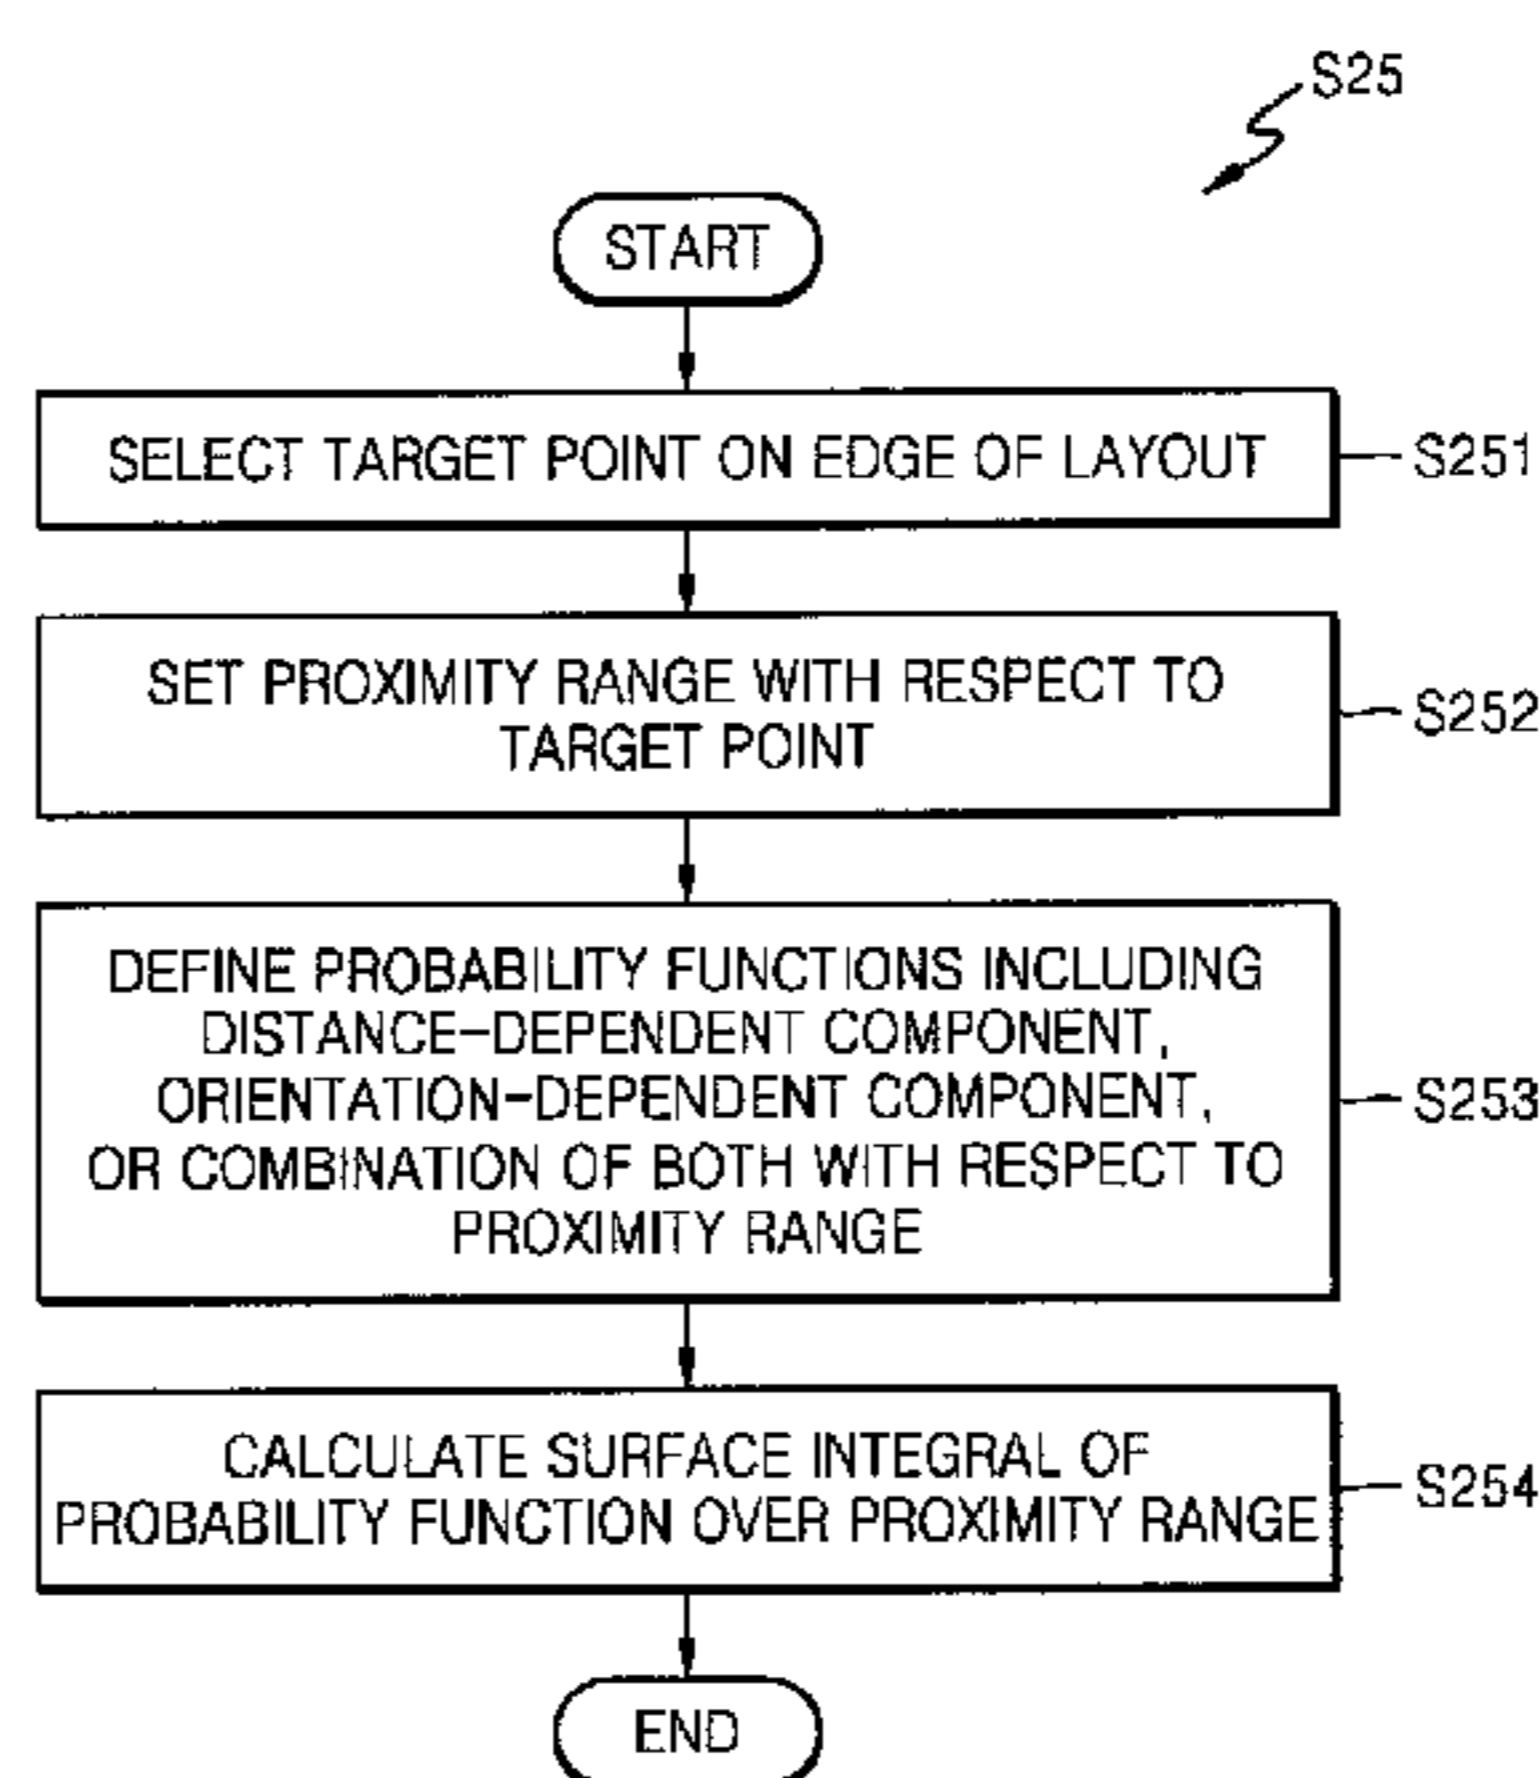 S25
START
SELECT TARGET POINT ON EDGE OF LAYOUT
S251
SET PROXIMITY RANGE WITH RESPECT TO
TARGET POINT
S252
DEFINE PROBABILITY FUNCTIONS INCLUDING
DISTANCE-DEPENDENT COMPONENT,
ORIENTATION-DEPENDENT COMPONENT,
OR COMBINATION OF BOTH WITH RESPECT TO
PROXIMITY RANGE
S253
CALCULATE SURFACE INTEGRAL OF
PROBABILITY FUNCTION OVER PROXIMITY RANGE
S254
END